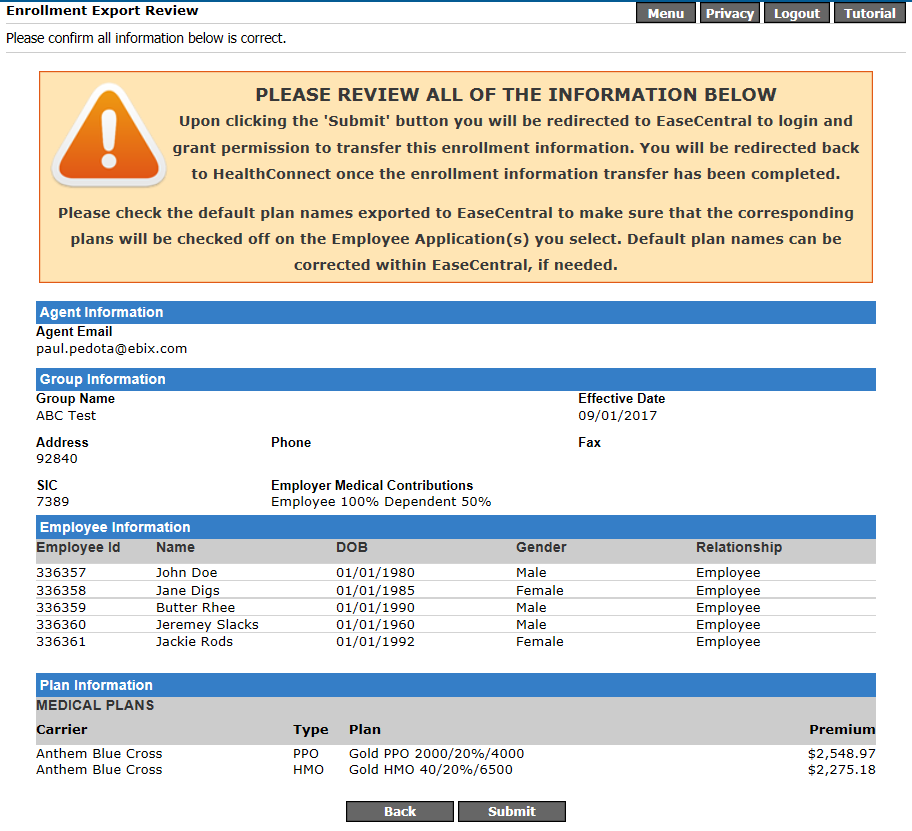 Enrollment Export Review
Menu Privacy Logout Tutorial
Please confirm all information below is correct.
PLEASE REVIEW ALL OF THE INFORMATION BELOW
Upon clicking the 'Submit' button you will be redirected to EaseCentral to login and
grant permission to transfer this enrollment information. You will be redirected back
to HealthConnect once the enrollment information transfer has been completed.
Please check the default plan names exported to EaseCentral to make sure that the corresponding
plans will be checked off on the Employee Application(s) you select. Default plan names can be
corrected within EaseCentral, if needed.
Agent Information
Agent Email
paul.pedota@ebix.com
Group Information
Group Name Effective Date
ABC Test 09/01/2017
Address Phone Fax
92840
SIC Employer Medical Contributions
7389 Employee 100% Dependent 50%
Employee Information
Employee Id Name DOB Gender Relationship
336357 John Doe 01/01/1980 Male Employee
336358 Jane Digs 01/01/1985 Female Employee
336359 Butter Rhee 01/01/1990 Male Employee
336360 Jeremey Slacks 01/01/1960 Male Employee
336361 Jackie Rods 01/01/1992 Female Employee
Plan Information
MEDICAL PLANS
Carrier Type Plan Premium
Anthem Blue Cross PPO Gold PPO 2000/20%/4000 $2,548.97
Anthem Blue Cross HMO Gold HMO 40/20%/6500 $2,275.18
Back Submit